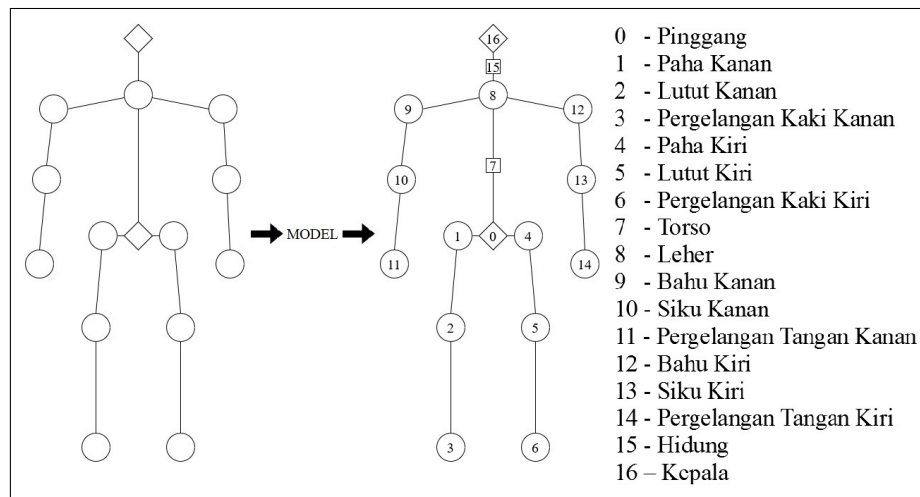 16
15
8
9
12
7
10
13
MODEL
1
0
4
11
14
2
5
3
6
0 - Pinggang
1 - Paha Kanan
2 - Lutut Kanan
3 - Pergelangan Kaki Kanan
4 - Paha Kiri
5 - Lutut Kiri
6 - Pergelangan Kaki Kiri
7 - Torso
8 - Leher
9 - Bahu Kanan
10 - Siku Kanan
11 - Pergelangan Tangan Kanan
12 - Bahu Kiri
13 - Siku Kiri
14 - Pergelangan Tangan Kiri
15 - Hidung
16 – Kepala